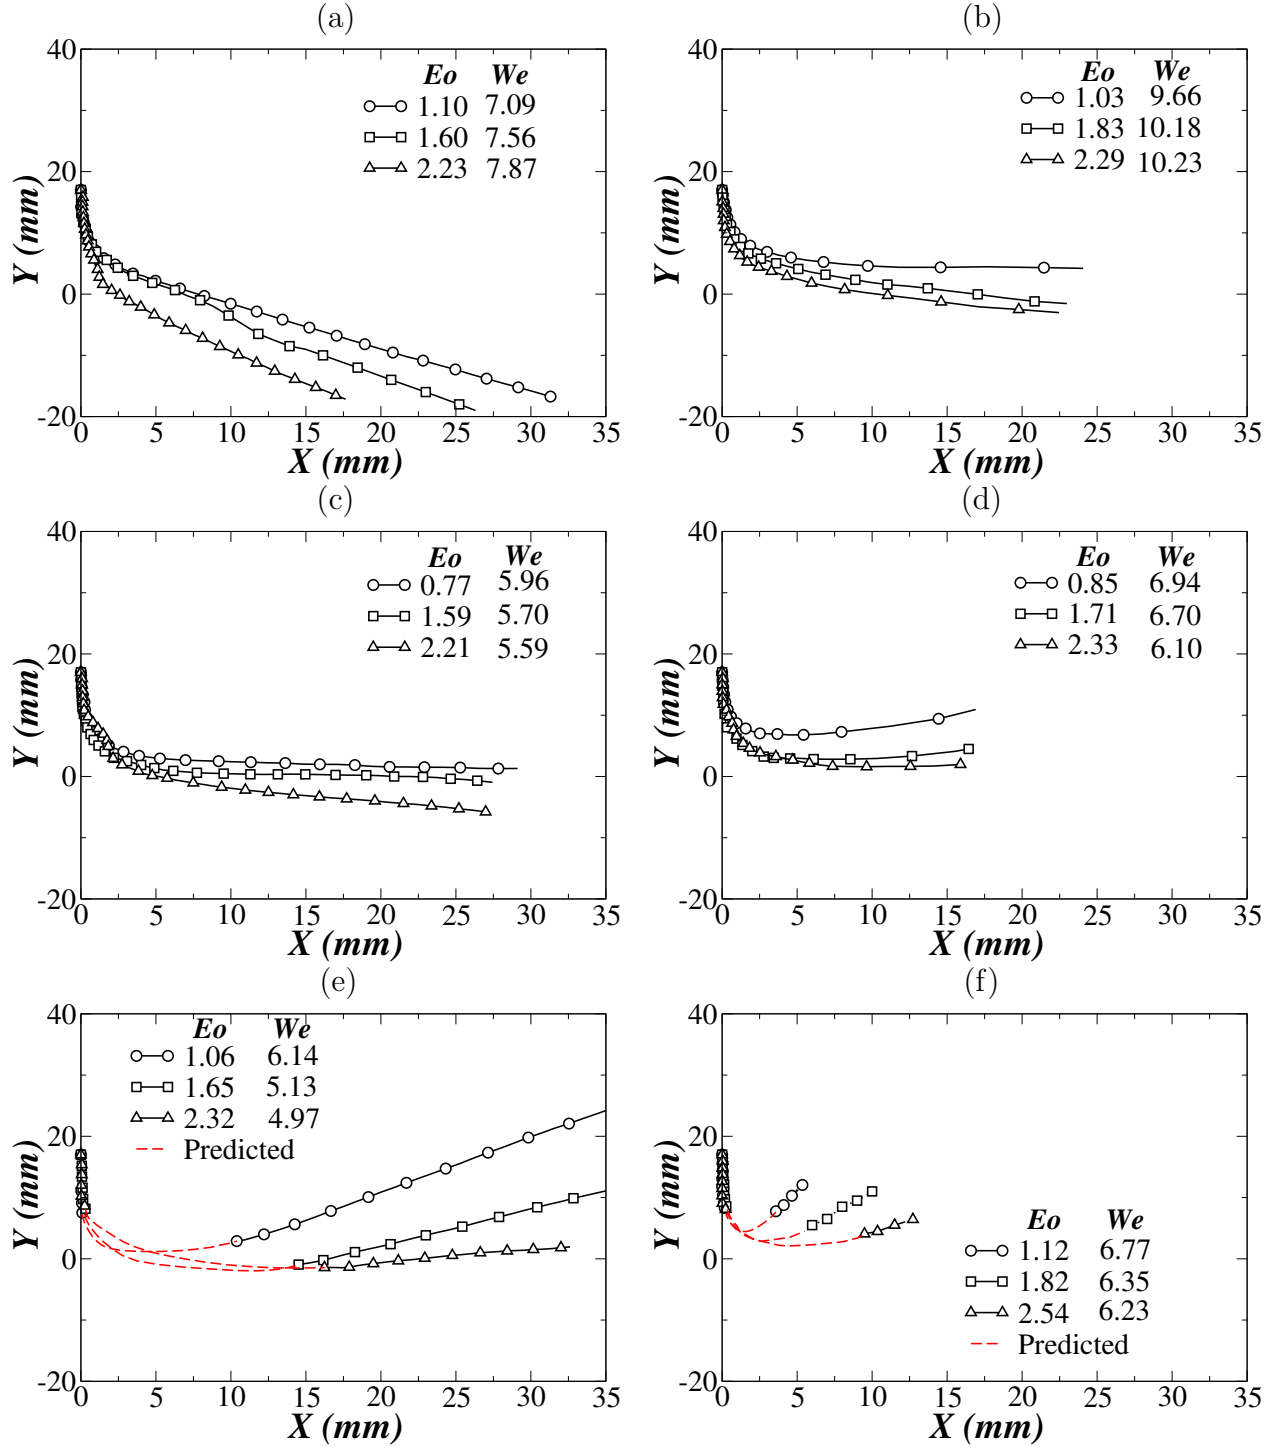 (a)
Eo We
1.10 7.09
1.60 7.56
2.23 7.87
40
20
0
-20
0 5 10 15 20 25 30 35
Y (mm)
X (mm)
(b)
Eo We
1.03 9.66
1.83 10.18
2.29 10.23
40
20
0
-20
0 5 10 15 20 25 30 35
Y (mm)
X (mm)
(c)
Eo We
0.77 5.96
1.59 5.70
2.21 5.59
40
20
0
-20
0 5 10 15 20 25 30 35
Y (mm)
X (mm)
(d)
Eo We
0.85 6.94
1.71 6.70
2.33 6.10
40
20
0
-20
0 5 10 15 20 25 30 35
Y (mm)
X (mm)
(e)
Eo We
1.06 6.14
1.65 5.13
2.32 4.97
Predicted
40
20
0
-20
0 5 10 15 20 25 30 35
Y (mm)
X (mm)
(f)
Eo We
1.12 6.77
1.82 6.35
2.54 6.23
Predicted
40
20
0
-20
0 5 10 15 20 25 30 35
Y (mm)
X (mm)